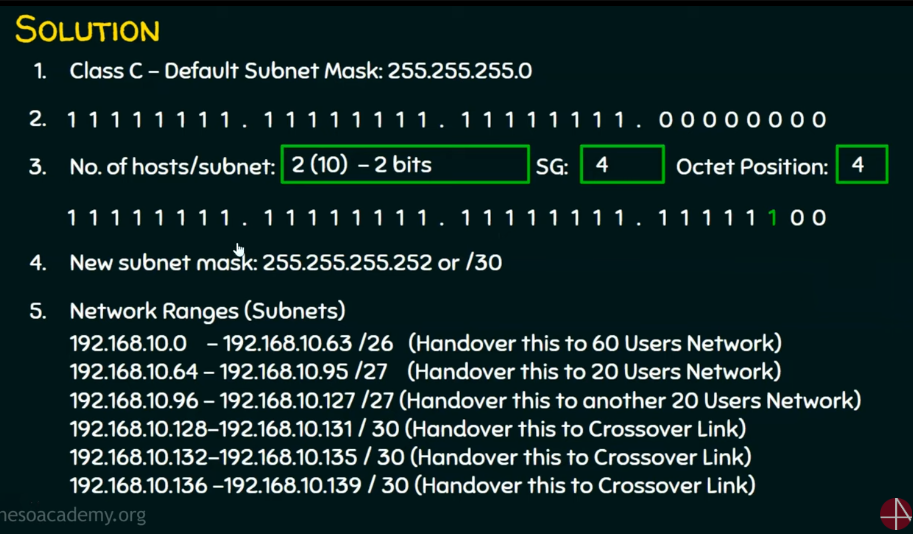 SOLUTION
1. Class C – Default Subnet Mask: 255.255.255.0
2. 1 1 1 1 1 1 1 1 . 1 1 1 1 1 1 1 1 . 1 1 1 1 1 1 1 1 . 0 0 0 0 0 0 0 0
3. No. of hosts/subnet: 2 (10) – 2 bits SG: 4 Octet Position: 4
1 1 1 1 1 1 1 1 . 1 1 1 1 1 1 1 1 . 1 1 1 1 1 1 1 1 . 1 1 1 1 1 1 0 0
4. New subnet mask: 255.255.255.252 or /30
5. Network Ranges (Subnets)
192.168.10.0 – 192.168.10.63 /26 (Handover this to 60 Users Network)
192.168.10.64 – 192.168.10.95 /27 (Handover this to 20 Users Network)
192.168.10.96 – 192.168.10.127 /27 (Handover this to another 20 Users Network)
192.168.10.128–192.168.10.131 / 30 (Handover this to Crossover Link)
192.168.10.132–192.168.10.135 / 30 (Handover this to Crossover Link)
192.168.10.136 –192.168.10.139 / 30 (Handover this to Crossover Link)
nesoacademy.org